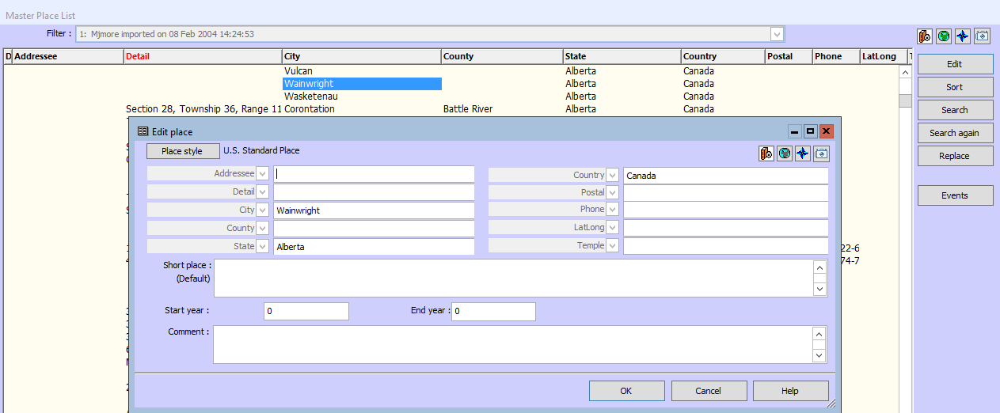 Master Place List
Filter : 1: Mjmore imported on 08 Feb 2004 14:24:53
D Addressee Detail City County State Country Postal Phone LatLong T
Vulcan Alberta Canada
Wainwright Alberta Canada
Wasketenau Alberta Canada
Section 28, Township 36, Range 11 Corontation Battle River Alberta Canada
Edit
Sort
Search
Search again
Replace
Events
Edit place
Place style U.S. Standard Place
Addressee Country Canada
Detail Postal
City Wainwright Phone
County LatLong
State Alberta Temple
22-6
74-7
Short place :
(Default)
Start year : 0 End year : 0
Comment :
OK Cancel Help